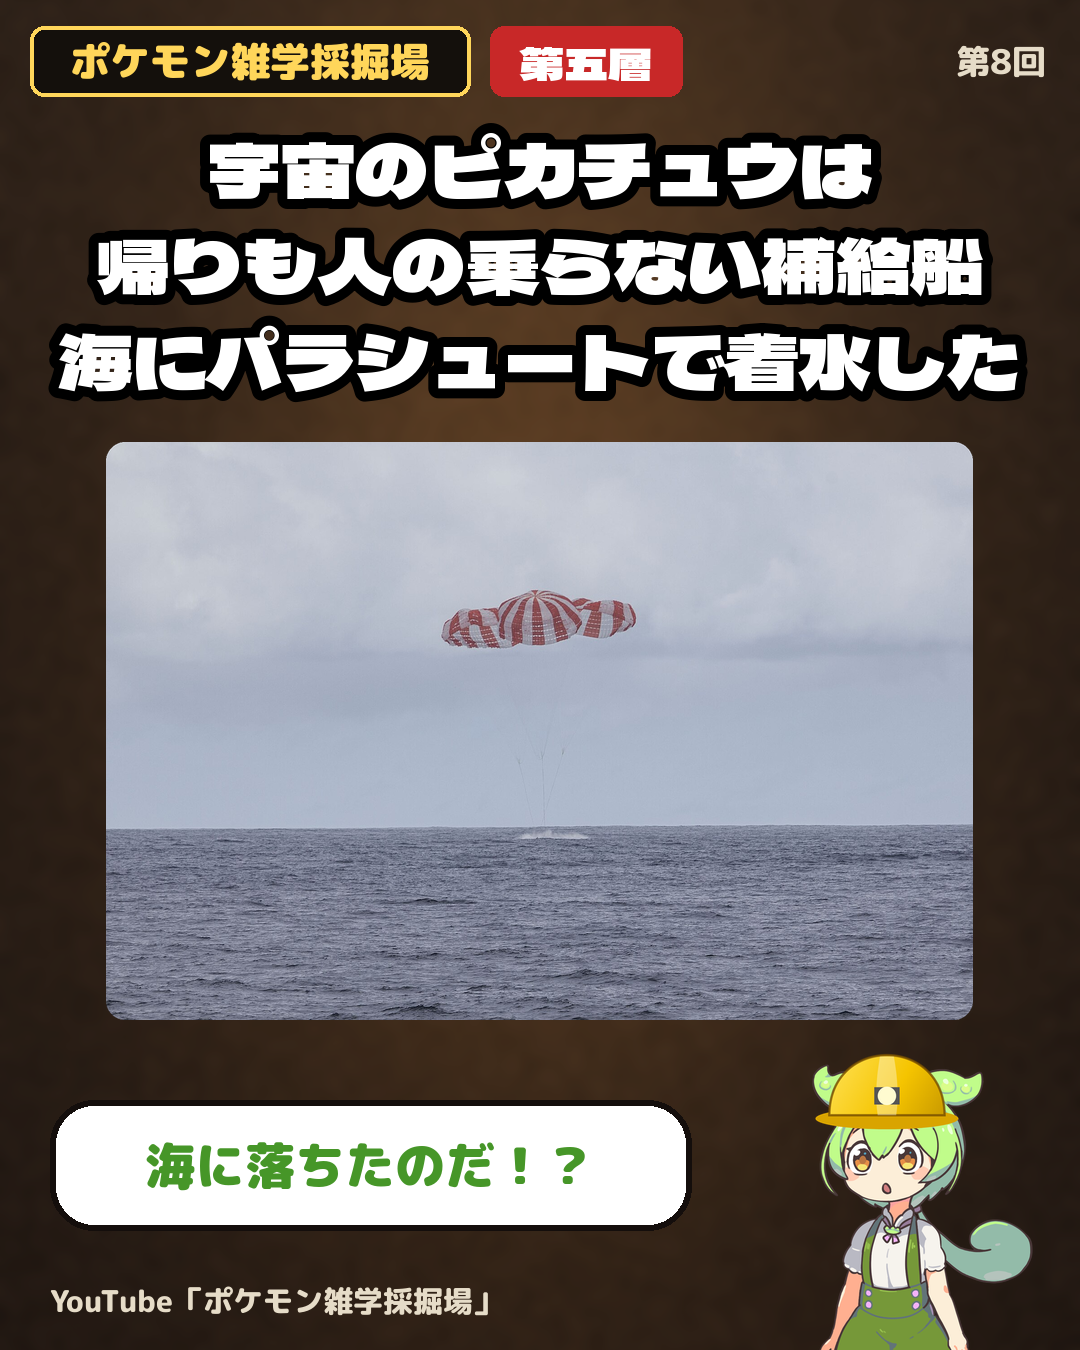 ポケモン雑学採掘場
第五層
第8回
宇宙のピカチュウは
帰りも人の乗らない補給船
海にパラシュートで着水した
海に落ちたのだ！？
YouTube「ポケモン雑学採掘場」